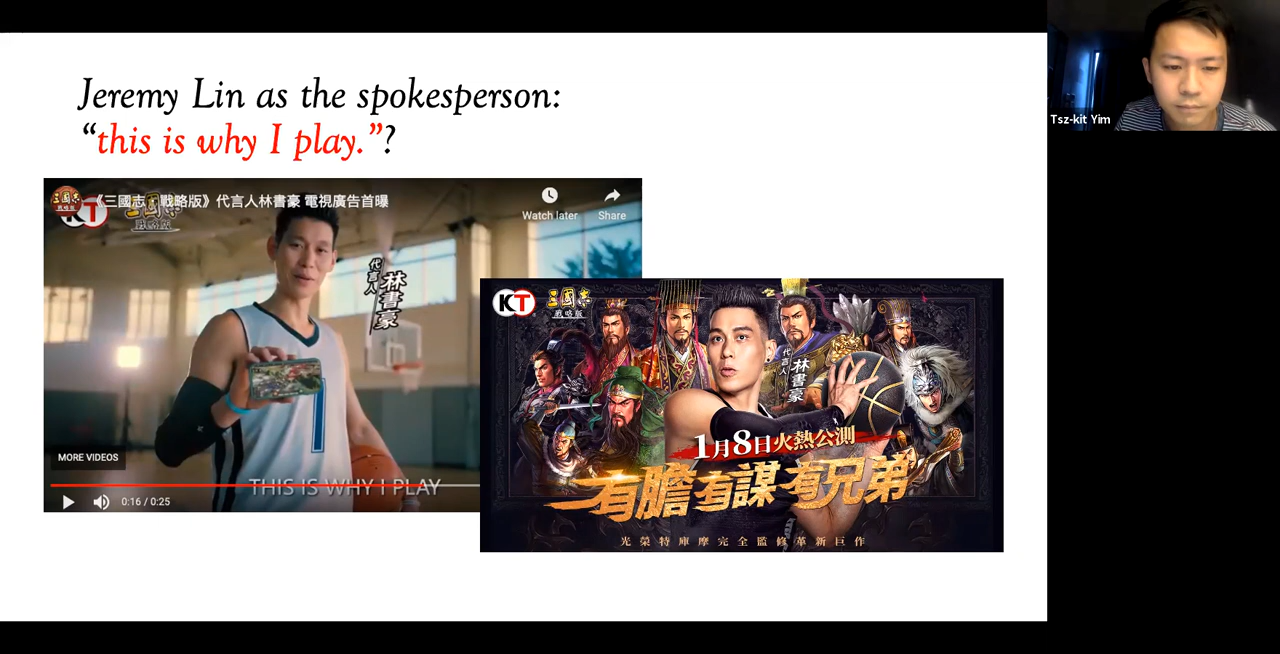 Jeremy Lin as the spokesperson:
“this is why I play.”?
《三國志·戰略版》代言人林書豪 電視廣告首曝
Watch later
Share
KT
代言人
林書豪
MORE VIDEOS
THIS IS WHY I PLAY
0:16 / 0:25
KT
三國志
戰略版
代言人
林書豪
1月8日火熱公測
有膽有謀有兄弟
光榮特庫摩完全監修革新巨作
Tsz-kit Yim